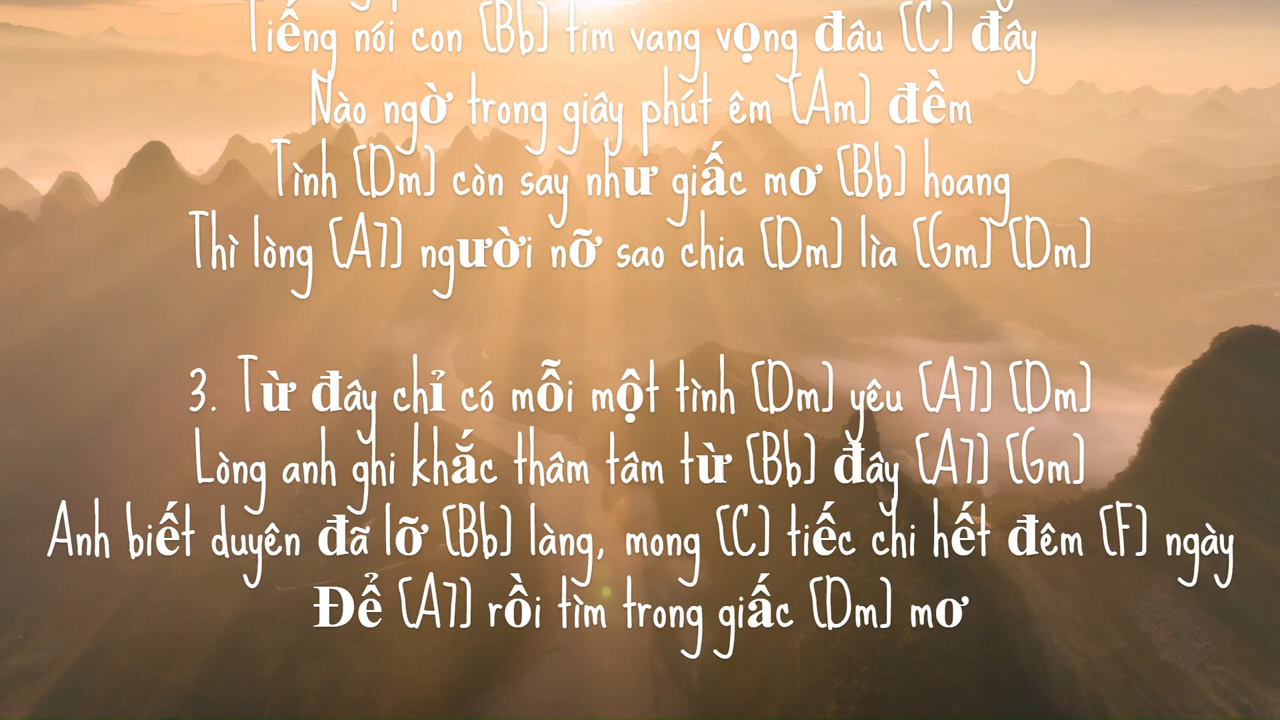 Tiếng nói con [Bb] tim vang vọng đâu [C] đây
Nào ngờ trong giây phút êm [Am] đềm
Tình [Dm] còn say như giấc mơ [Bb] hoang
Thì lòng [A7] người nỡ sao chia [Dm] lìa [Gm] [Dm]
3. Từ đây chỉ có mỗi một tình [Dm] yêu [A7] [Dm]
Lòng anh ghi khắc thâm tâm từ [Bb] đây [A7] [Gm]
Anh biết duyên đã lỡ [Bb] làng, mong [C] tiếc chi hết đêm [F] ngày
Để [A7] rồi tìm trong giấc [Dm] mơ